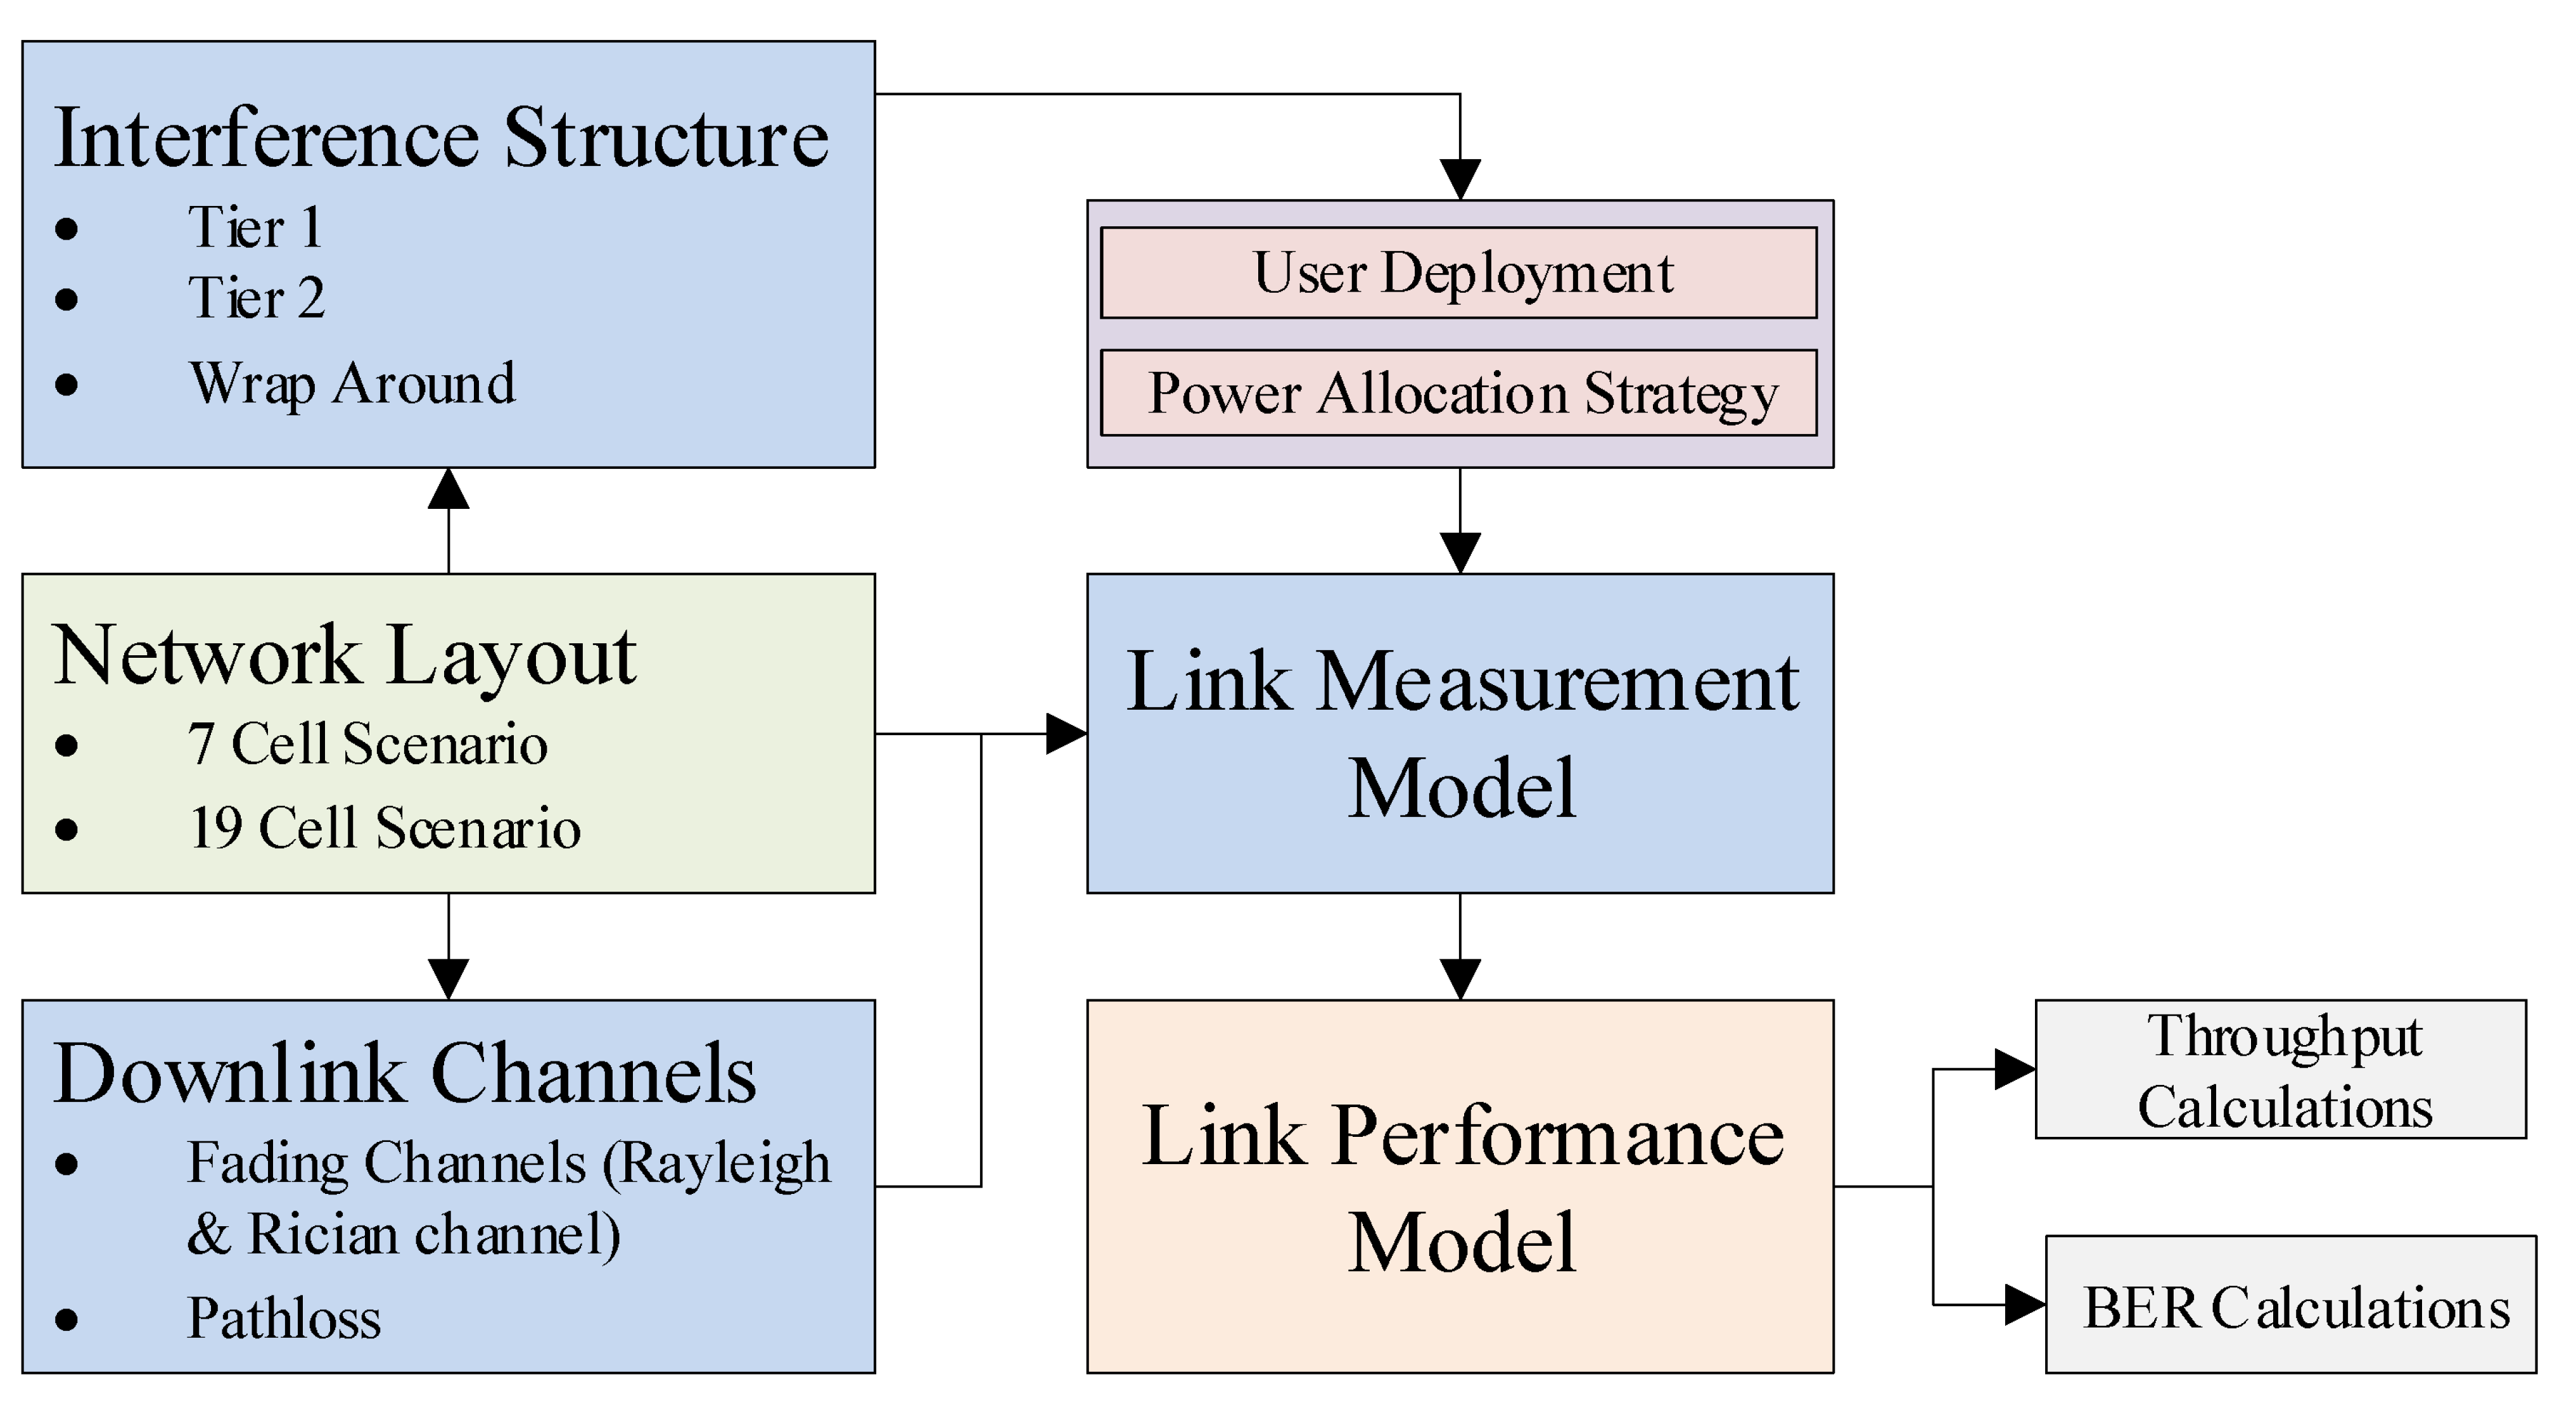 Interference Structure
• Tier 1
• Tier 2
• Wrap Around
User Deployment
Power Allocation Strategy
Network Layout
• 7 Cell Scenario
• 19 Cell Scenario
Link Measurement
Model
Downlink Channels
• Fading Channels (Rayleigh
& Rician channel)
• Pathloss
Link Performance
Model
Throughput
Calculations
BER Calculations